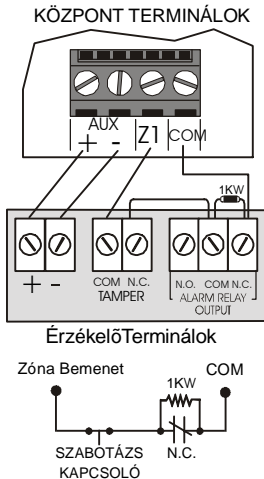 KÖZPONT TERMINÁLOK
AUX
+ - Z1 COM
1KW
+ - COM N.C. N.O. COM N.C.
TAMPER ALARM RELAY
OUTPUT
ÉrzékelõTerminálok
Zóna Bemenet COM
1KW
SZABOTÁZS N.C.
KAPCSOLÓ